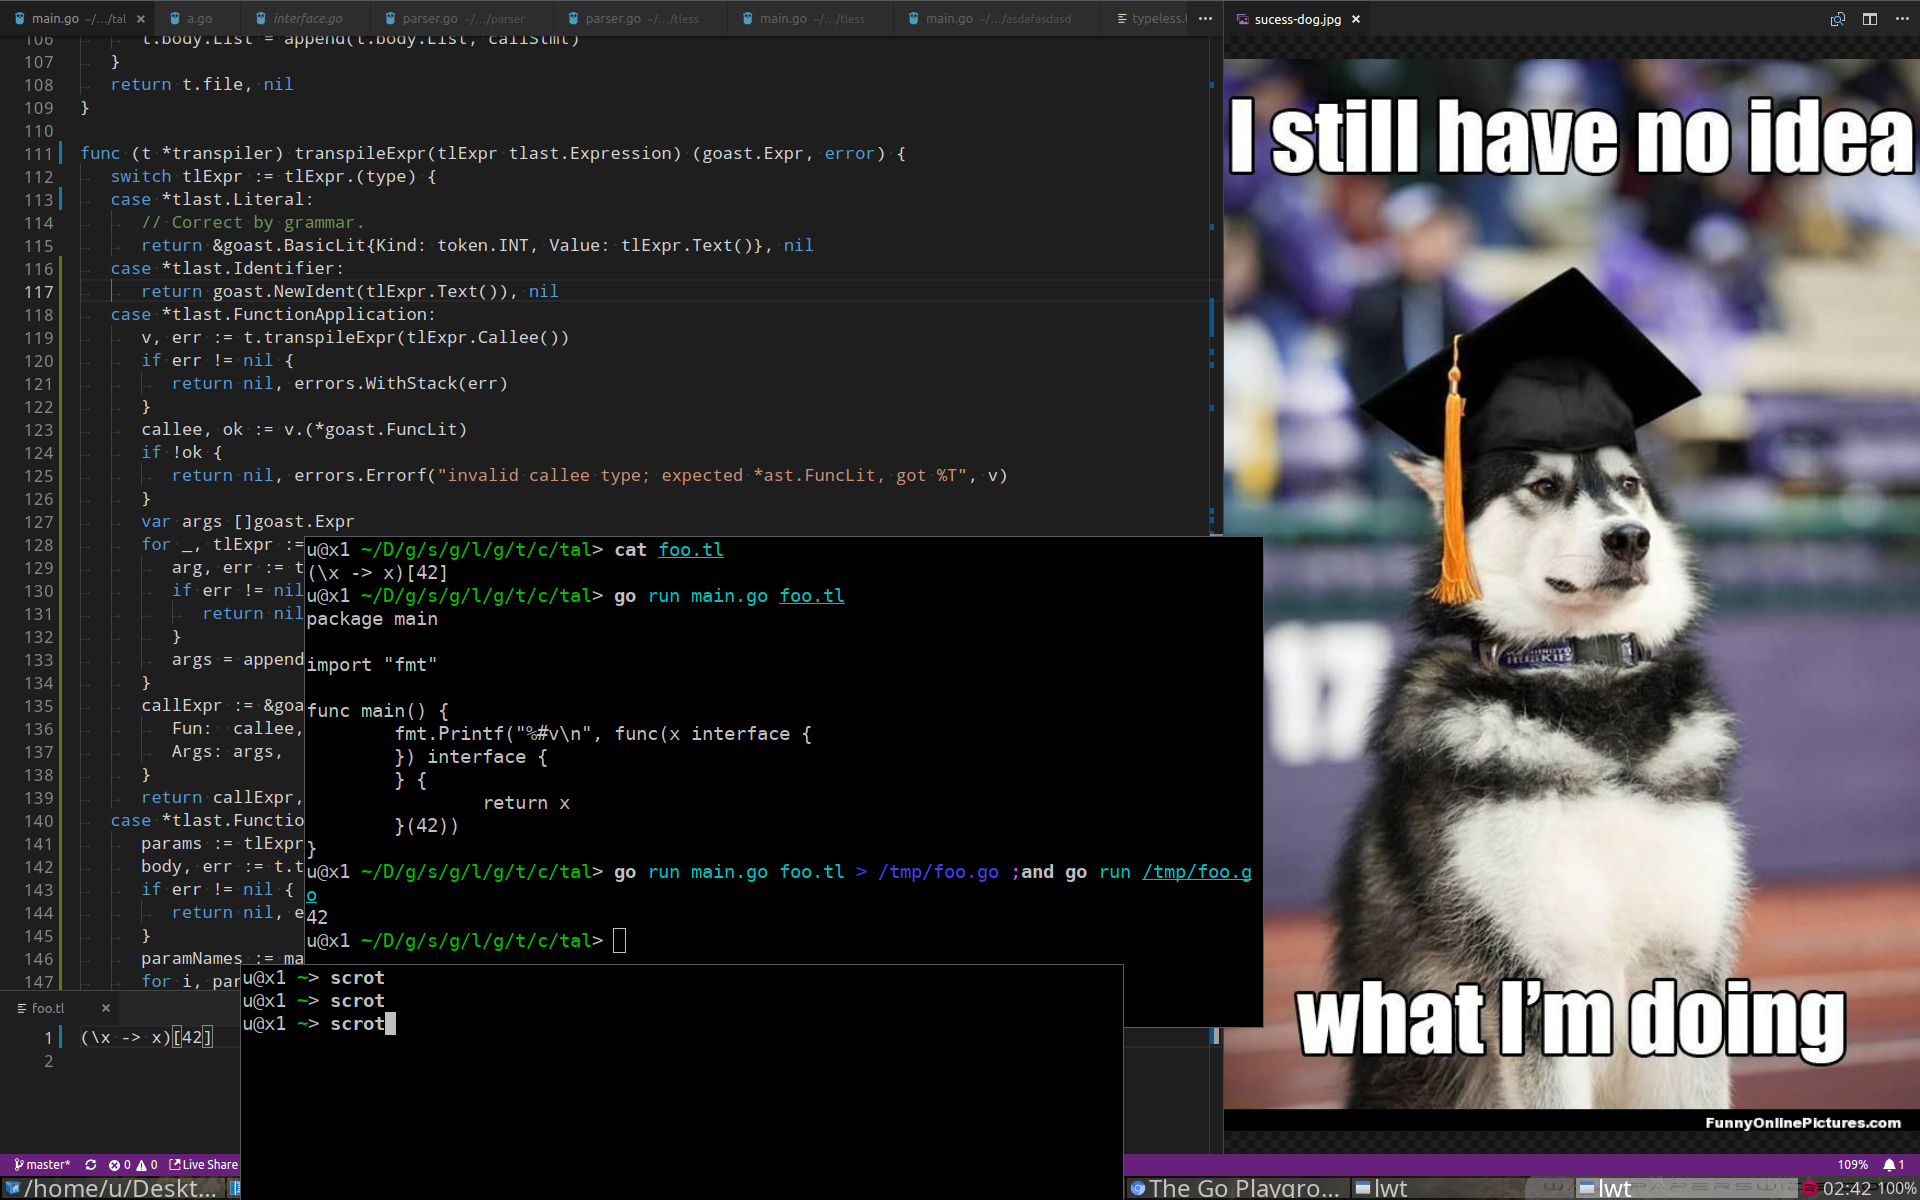 main.go ~/.../tal
a.go
interface.go
parser.go ~/.../parser
parser.go ~/.../tless
main.go ~/.../tless
main.go ~/.../asdafasdasd
typeless.
sucess-dog.jpg
106 t.body.List = append(t.body.List, callStmt)
107 }
108 return t.file, nil
109 }
110
111 func (t *transpiler) transpileExpr(tlExpr tlast.Expression) (goast.Expr, error) {
112 switch tlExpr := tlExpr.(type) {
113 case *tlast.Literal:
114 // Correct by grammar.
115 return &goast.BasicLit{Kind: token.INT, Value: tlExpr.Text()}, nil
116 case *tlast.Identifier:
117 return goast.NewIdent(tlExpr.Text()), nil
118 case *tlast.FunctionApplication:
119 v, err := t.transpileExpr(tlExpr.Callee())
120 if err != nil {
121 return nil, errors.WithStack(err)
122 }
123 callee, ok := v.(*goast.FuncLit)
124 if !ok {
125 return nil, errors.Errorf("invalid callee type; expected *ast.FuncLit, got %T", v)
126 }
127 var args []goast.Expr
128 for _, tlExpr :=
129 arg, err := t
130 if err != nil
131 return nil
132 }
133 args = append
134 }
135 callExpr := &goa
136 Fun: callee,
137 Args: args,
138 }
139 return callExpr,
140 case *tlast.Functio
141 params := tlExpr
142 body, err := t.t
143 if err != nil {
144 return nil, e
145 }
146 paramNames := ma
147 for i, par
u@x1 ~/D/g/s/g/l/g/t/c/tal> cat foo.tl
(\x -> x)[42]
u@x1 ~/D/g/s/g/l/g/t/c/tal> go run main.go foo.tl
package main
import "fmt"
func main() {
fmt.Printf("%#v\n", func(x interface {
}) interface {
} {
return x
}(42))
}
u@x1 ~/D/g/s/g/l/g/t/c/tal> go run main.go foo.tl > /tmp/foo.go ;and go run /tmp/foo.g
o
42
u@x1 ~/D/g/s/g/l/g/t/c/tal>
u@x1 ~> scrot
u@x1 ~> scrot
u@x1 ~> scrot
foo.tl
1 (\x -> x)[42]
2
I still have no idea
WASHINGTON
HUSKIES
17
what I'm doing
FunnyOnlinePictures.com
master* 0 0 Live Share
109% 1
/home/u/Deskt...
The Go Playgro...
lwt
lwt
02:42 100%